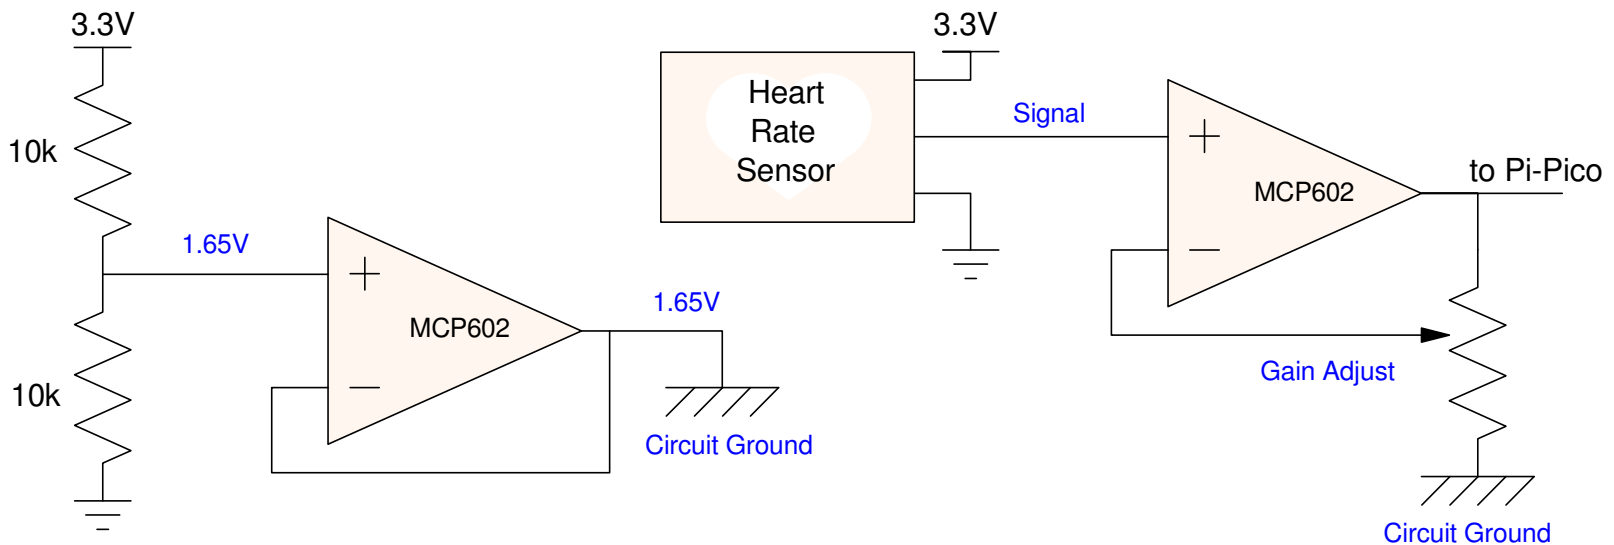 3.3V
10k
10k
1.65V
+
MCP602
−
1.65V
Circuit Ground
3.3V
Heart
Rate
Sensor
Signal
+
MCP602
−
to Pi-Pico
Gain Adjust
Circuit Ground